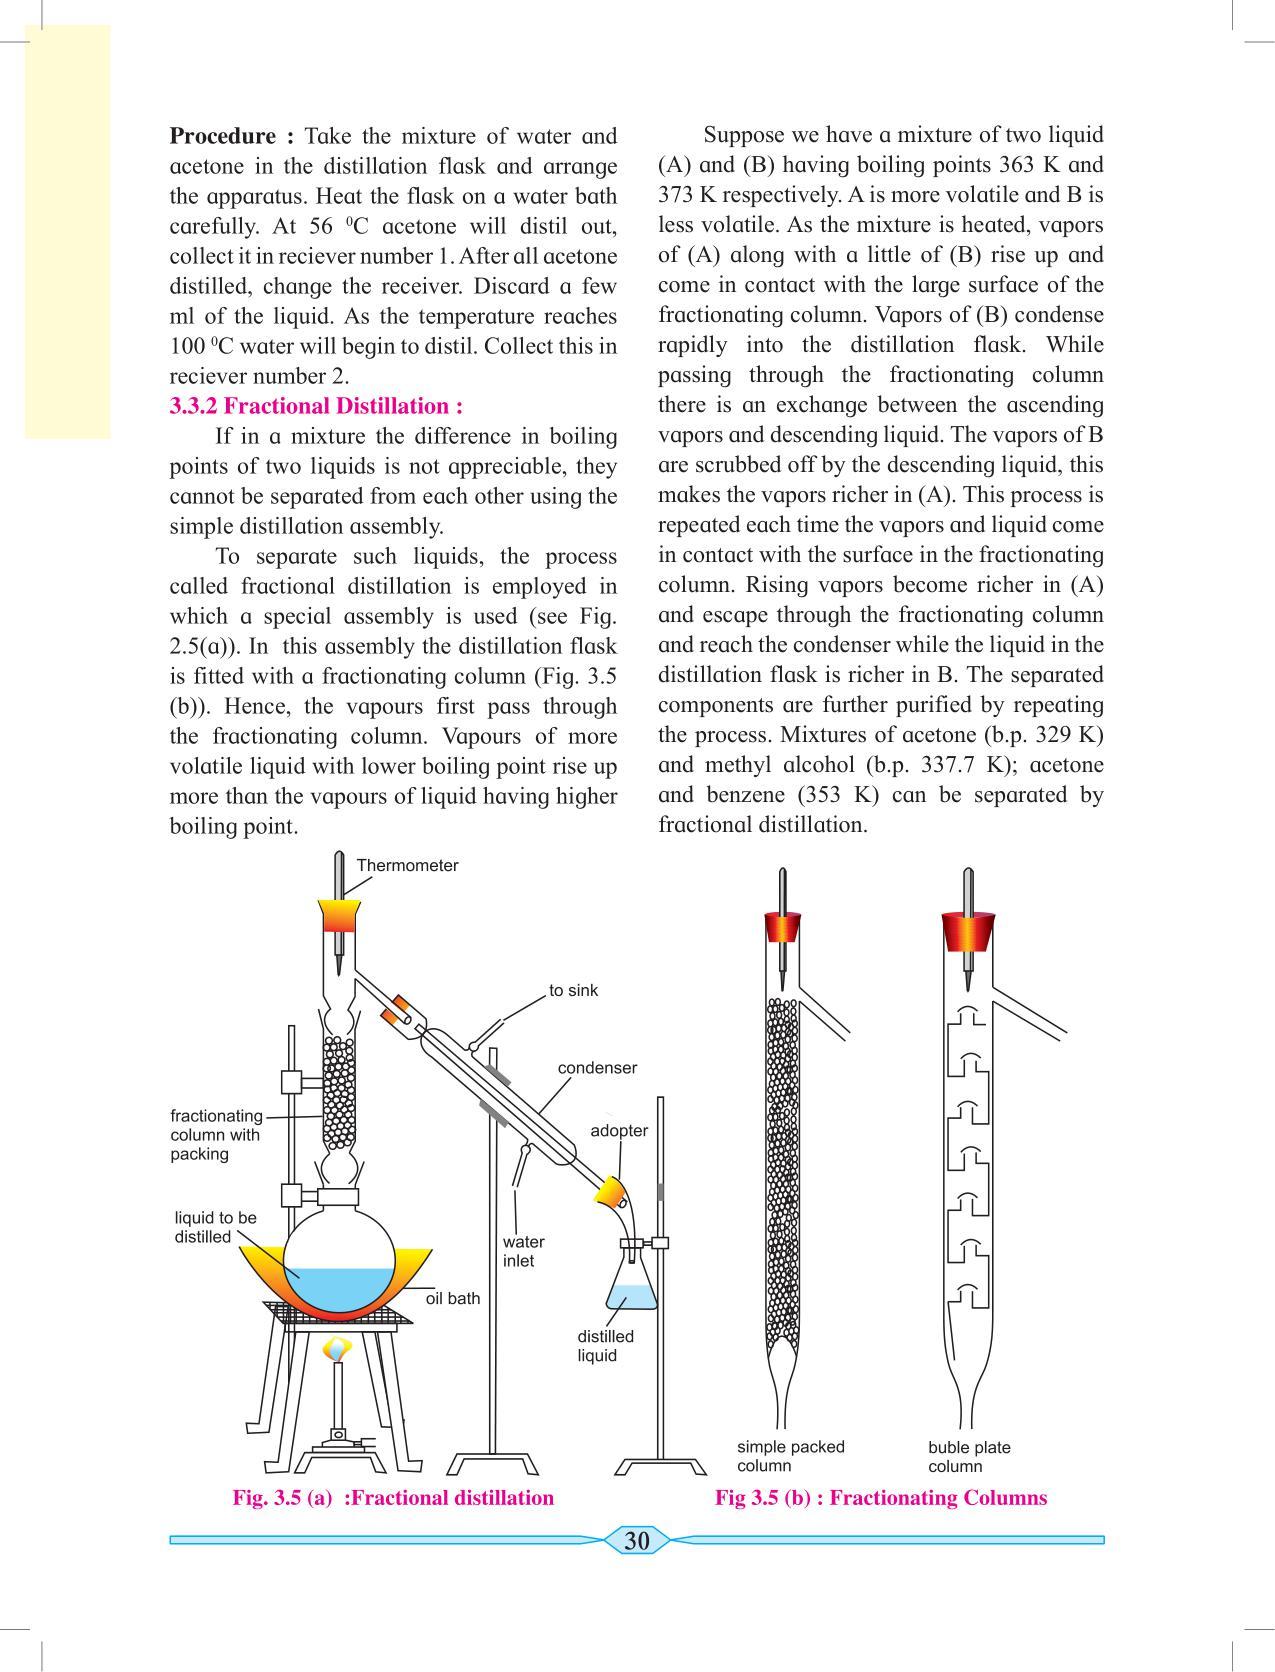 Procedure : Take the mixture of water and
acetone in the distillation flask and arrange
the apparatus. Heat the flask on a water bath
carefully. At 56 ⁰C acetone will distil out,
collect it in reciever number 1. After all acetone
distilled, change the receiver. Discard a few
ml of the liquid. As the temperature reaches
100 ⁰C water will begin to distil. Collect this in
reciever number 2.
3.3.2 Fractional Distillation :
If in a mixture the difference in boiling
points of two liquids is not appreciable, they
cannot be separated from each other using the
simple distillation assembly.
To separate such liquids, the process
called fractional distillation is employed in
which a special assembly is used (see Fig.
2.5(a)). In this assembly the distillation flask
is fitted with a fractionating column (Fig. 3.5
(b)). Hence, the vapours first pass through
the fractionating column. Vapours of more
volatile liquid with lower boiling point rise up
more than the vapours of liquid having higher
boiling point.
Suppose we have a mixture of two liquid
(A) and (B) having boiling points 363 K and
373 K respectively. A is more volatile and B is
less volatile. As the mixture is heated, vapors
of (A) along with a little of (B) rise up and
come in contact with the large surface of the
fractionating column. Vapors of (B) condense
rapidly into the distillation flask. While
passing through the fractionating column
there is an exchange between the ascending
vapors and descending liquid. The vapors of B
are scrubbed off by the descending liquid, this
makes the vapors richer in (A). This process is
repeated each time the vapors and liquid come
in contact with the surface in the fractionating
column. Rising vapors become richer in (A)
and escape through the fractionating column
and reach the condenser while the liquid in the
distillation flask is richer in B. The separated
components are further purified by repeating
the process. Mixtures of acetone (b.p. 329 K)
and methyl alcohol (b.p. 337.7 K); acetone
and benzene (353 K) can be separated by
fractional distillation.
Thermometer
to sink
condenser
fractionating
column with
packing
adopter
liquid to be
distilled
water
inlet
oil bath
distilled
liquid
Fig. 3.5 (a) :Fractional distillation
simple packed
column
buble plate
column
Fig 3.5 (b) : Fractionating Columns
30